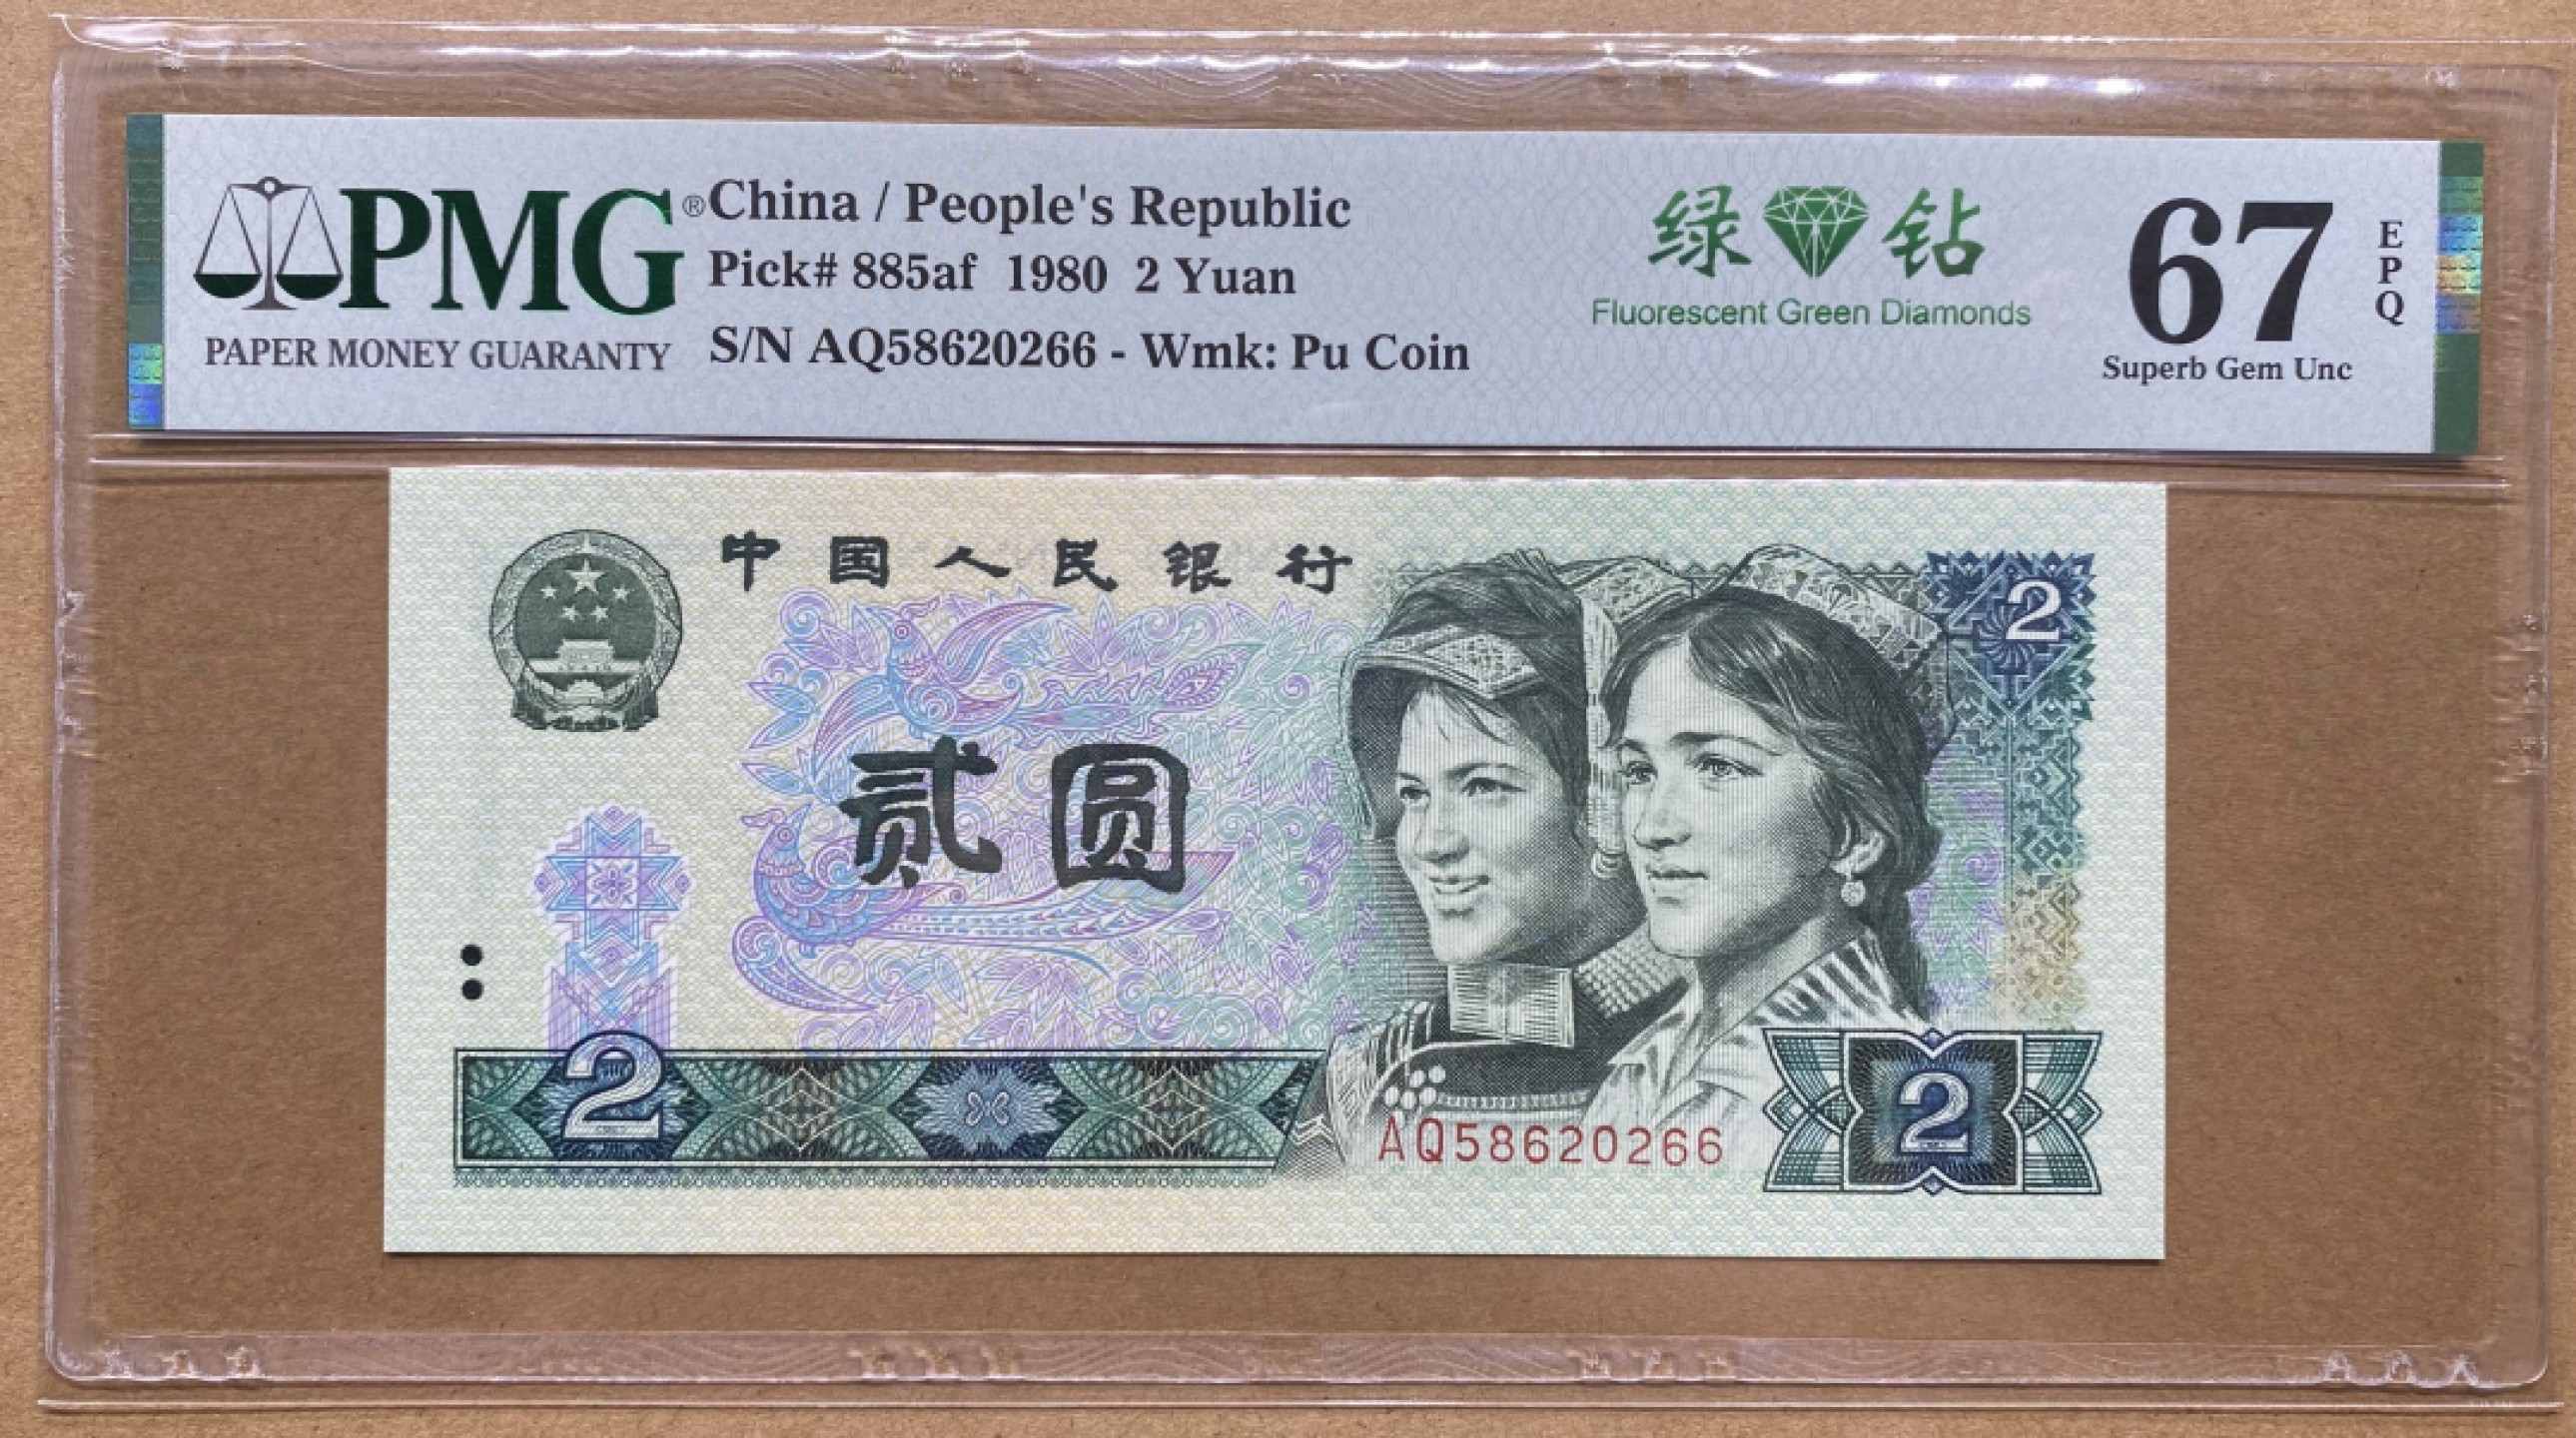 PMG®
PAPER MONEY GUARANTY
China / People's Republic
Pick# 885af 1980 2 Yuan
S/N AQ58620266 - Wmk: Pu Coin
绿 钻
Fluorescent Green Diamonds
67
EPQ
Superb Gem Unc
中国人民银行
2
贰圆
2
AQ58620266
2